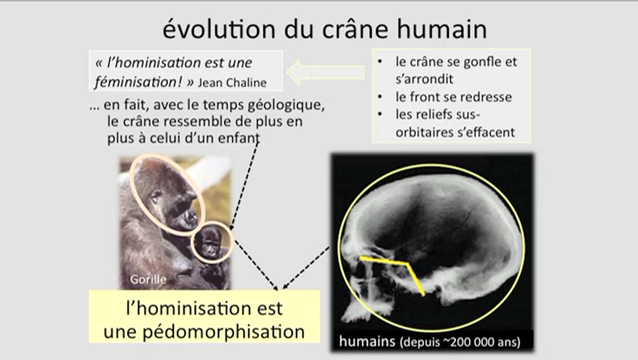 évolution du crâne humain
« l’hominisation est une
féminisation! » Jean Chaline
• le crâne se gonfle et
s’arrondit
• le front se redresse
• les reliefs sus-
orbitaires s’effacent
... en fait, avec le temps géologique,
le crâne ressemble de plus en
plus à celui d’un enfant
Gorille
l’hominisation est
une pédomorphisation
humains (depuis ~200 000 ans)